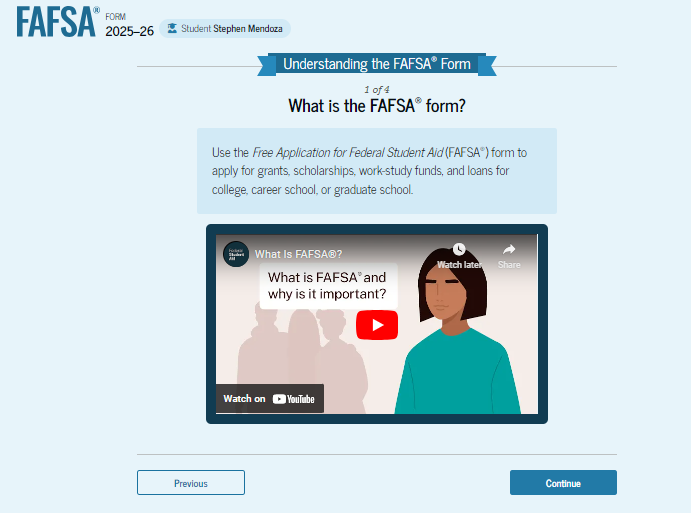 FAFSA®
FORM
2025–26
Student Stephen Mendoza
Understanding the FAFSA® Form
1 of 4
What is the FAFSA® form?
Use the Free Application for Federal Student Aid (FAFSA®) form to
apply for grants, scholarships, work-study funds, and loans for
college, career school, or graduate school.
Federal
Student
Aid
What Is FAFSA®?
Watch later
Share
What is FAFSA® and
why is it important?
Watch on YouTube
Previous
Continue